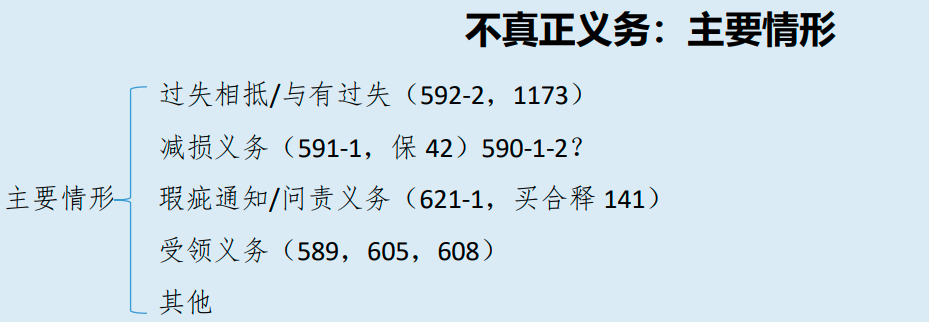 不真正义务：主要情形
过失相抵/与有过失（592-2，1173）
减损义务（591-1，保 42）590-1-2？
主要情形
瑕疵通知/问责义务（621-1，买合释 141）
受领义务（589，605，608）
其他